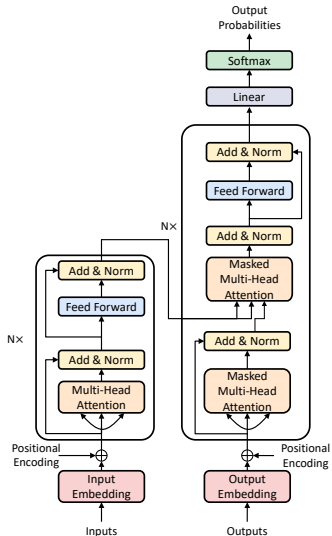 Output
Probabilities
Softmax
Linear
Add & Norm
Feed Forward
Add & Norm
Masked
Multi-Head
Attention
N×
Add & Norm
Masked
Multi-Head
Attention
Add & Norm
Feed Forward
N×
Add & Norm
Multi-Head
Attention
Positional
Encoding
Positional
Encoding
Input
Embedding
Output
Embedding
Inputs
Outputs